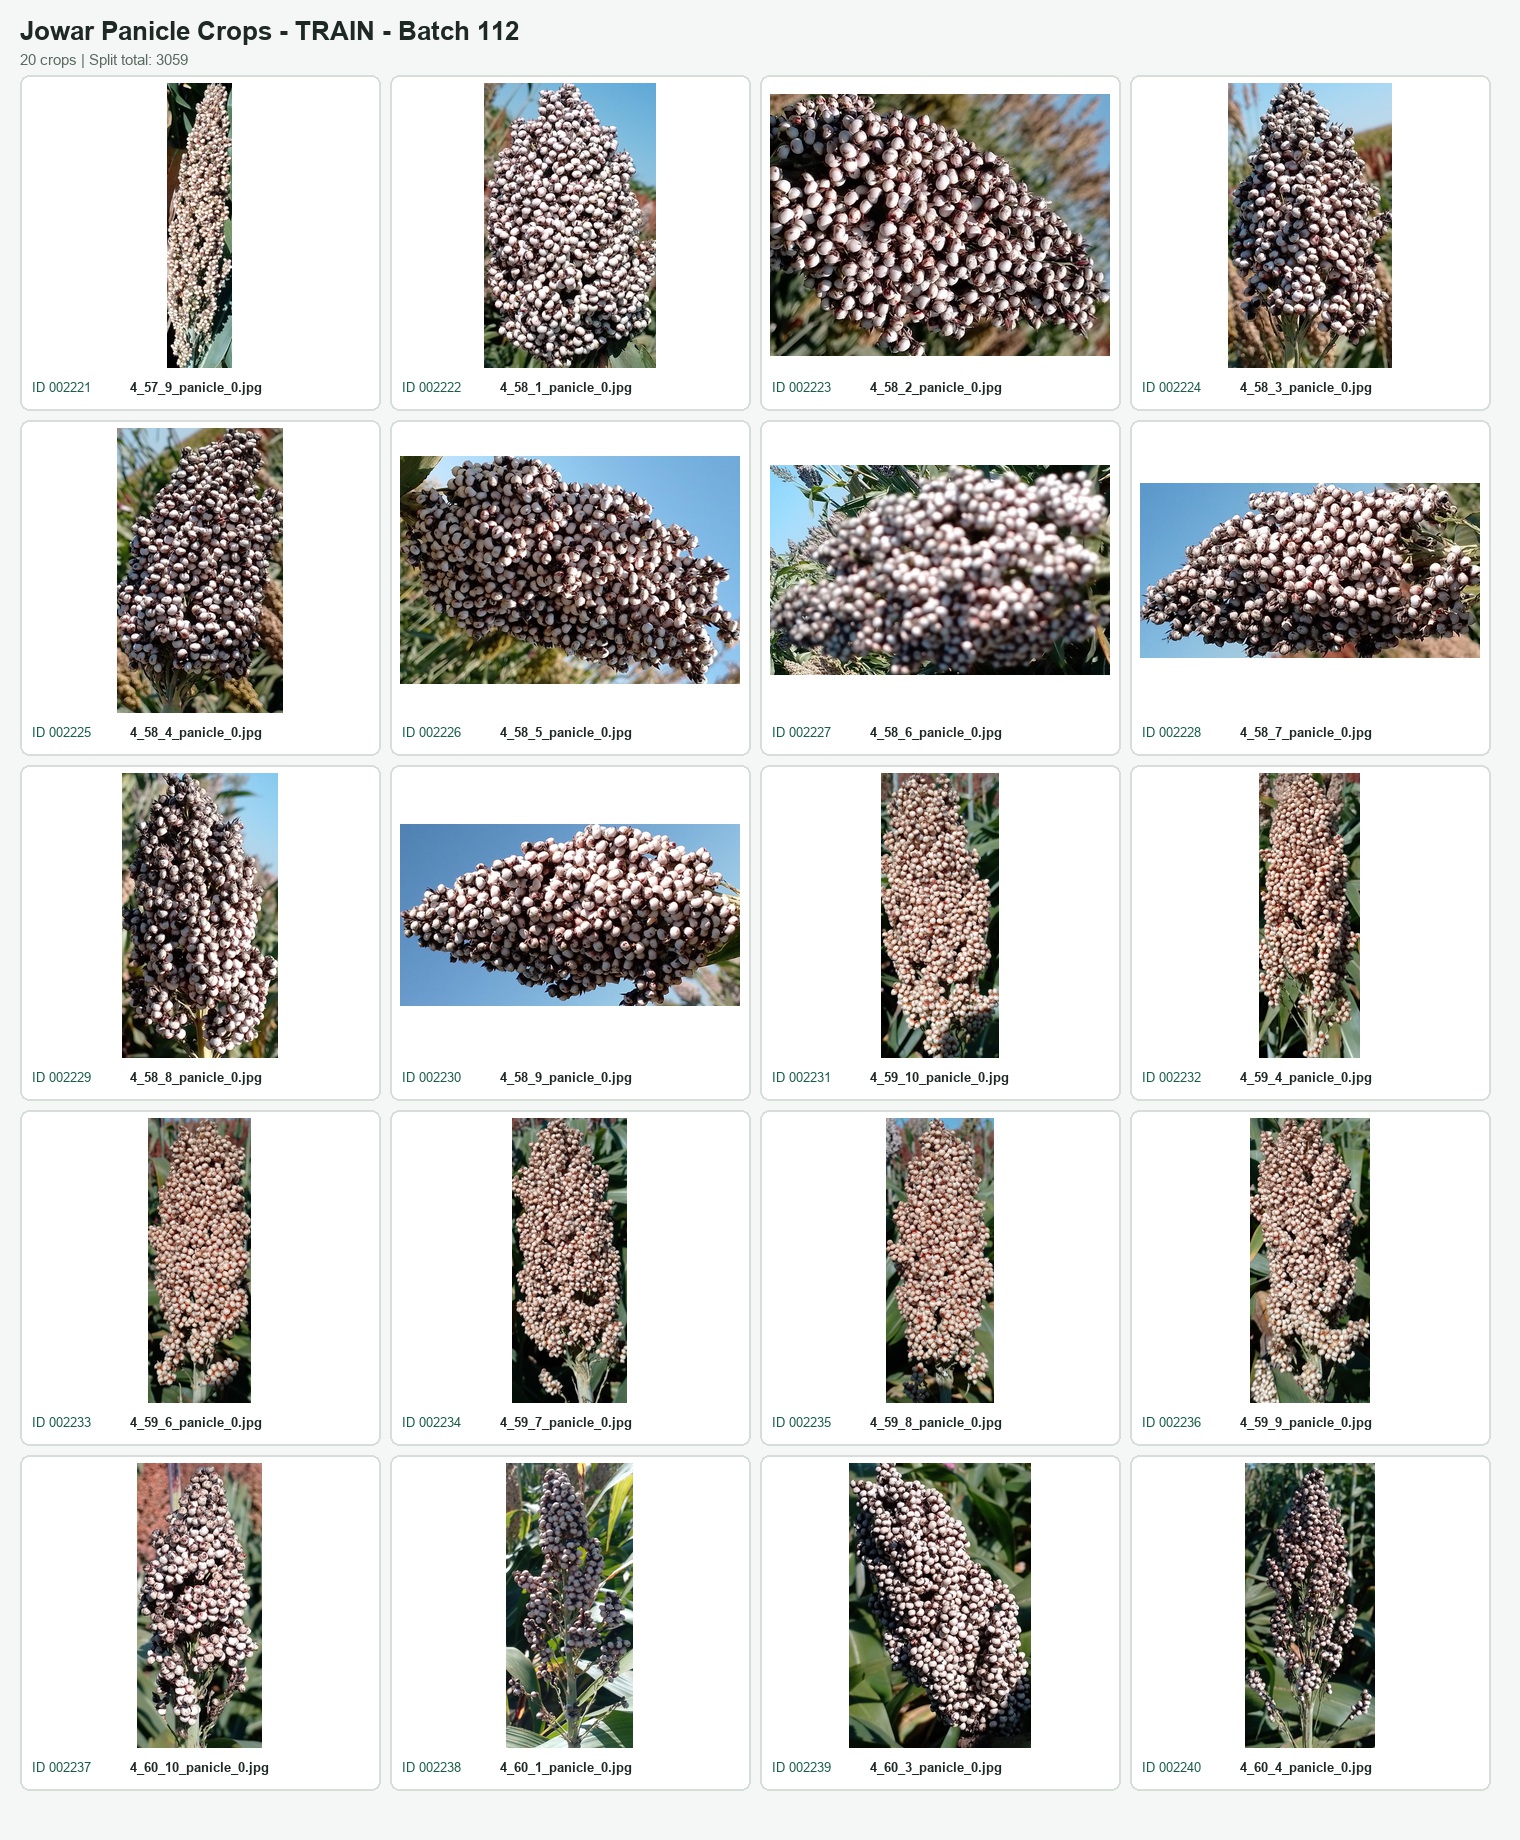 Jowar Panicle Crops - TRAIN - Batch 112
20 crops | Split total: 3059
ID 002221 4_57_9_panicle_0.jpg
ID 002222 4_58_1_panicle_0.jpg
ID 002223 4_58_2_panicle_0.jpg
ID 002224 4_58_3_panicle_0.jpg
ID 002225 4_58_4_panicle_0.jpg
ID 002226 4_58_5_panicle_0.jpg
ID 002227 4_58_6_panicle_0.jpg
ID 002228 4_58_7_panicle_0.jpg
ID 002229 4_58_8_panicle_0.jpg
ID 002230 4_58_9_panicle_0.jpg
ID 002231 4_59_10_panicle_0.jpg
ID 002232 4_59_4_panicle_0.jpg
ID 002233 4_59_6_panicle_0.jpg
ID 002234 4_59_7_panicle_0.jpg
ID 002235 4_59_8_panicle_0.jpg
ID 002236 4_59_9_panicle_0.jpg
ID 002237 4_60_10_panicle_0.jpg
ID 002238 4_60_1_panicle_0.jpg
ID 002239 4_60_3_panicle_0.jpg
ID 002240 4_60_4_panicle_0.jpg